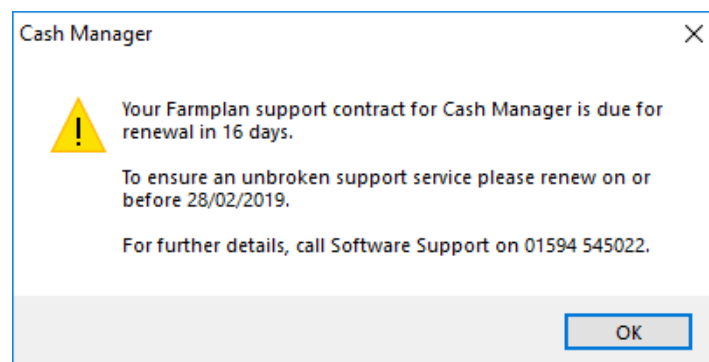 Cash Manager
Your Farmplan support contract for Cash Manager is due for
renewal in 16 days.
To ensure an unbroken support service please renew on or
before 28/02/2019.
For further details, call Software Support on 01594 545022.
OK